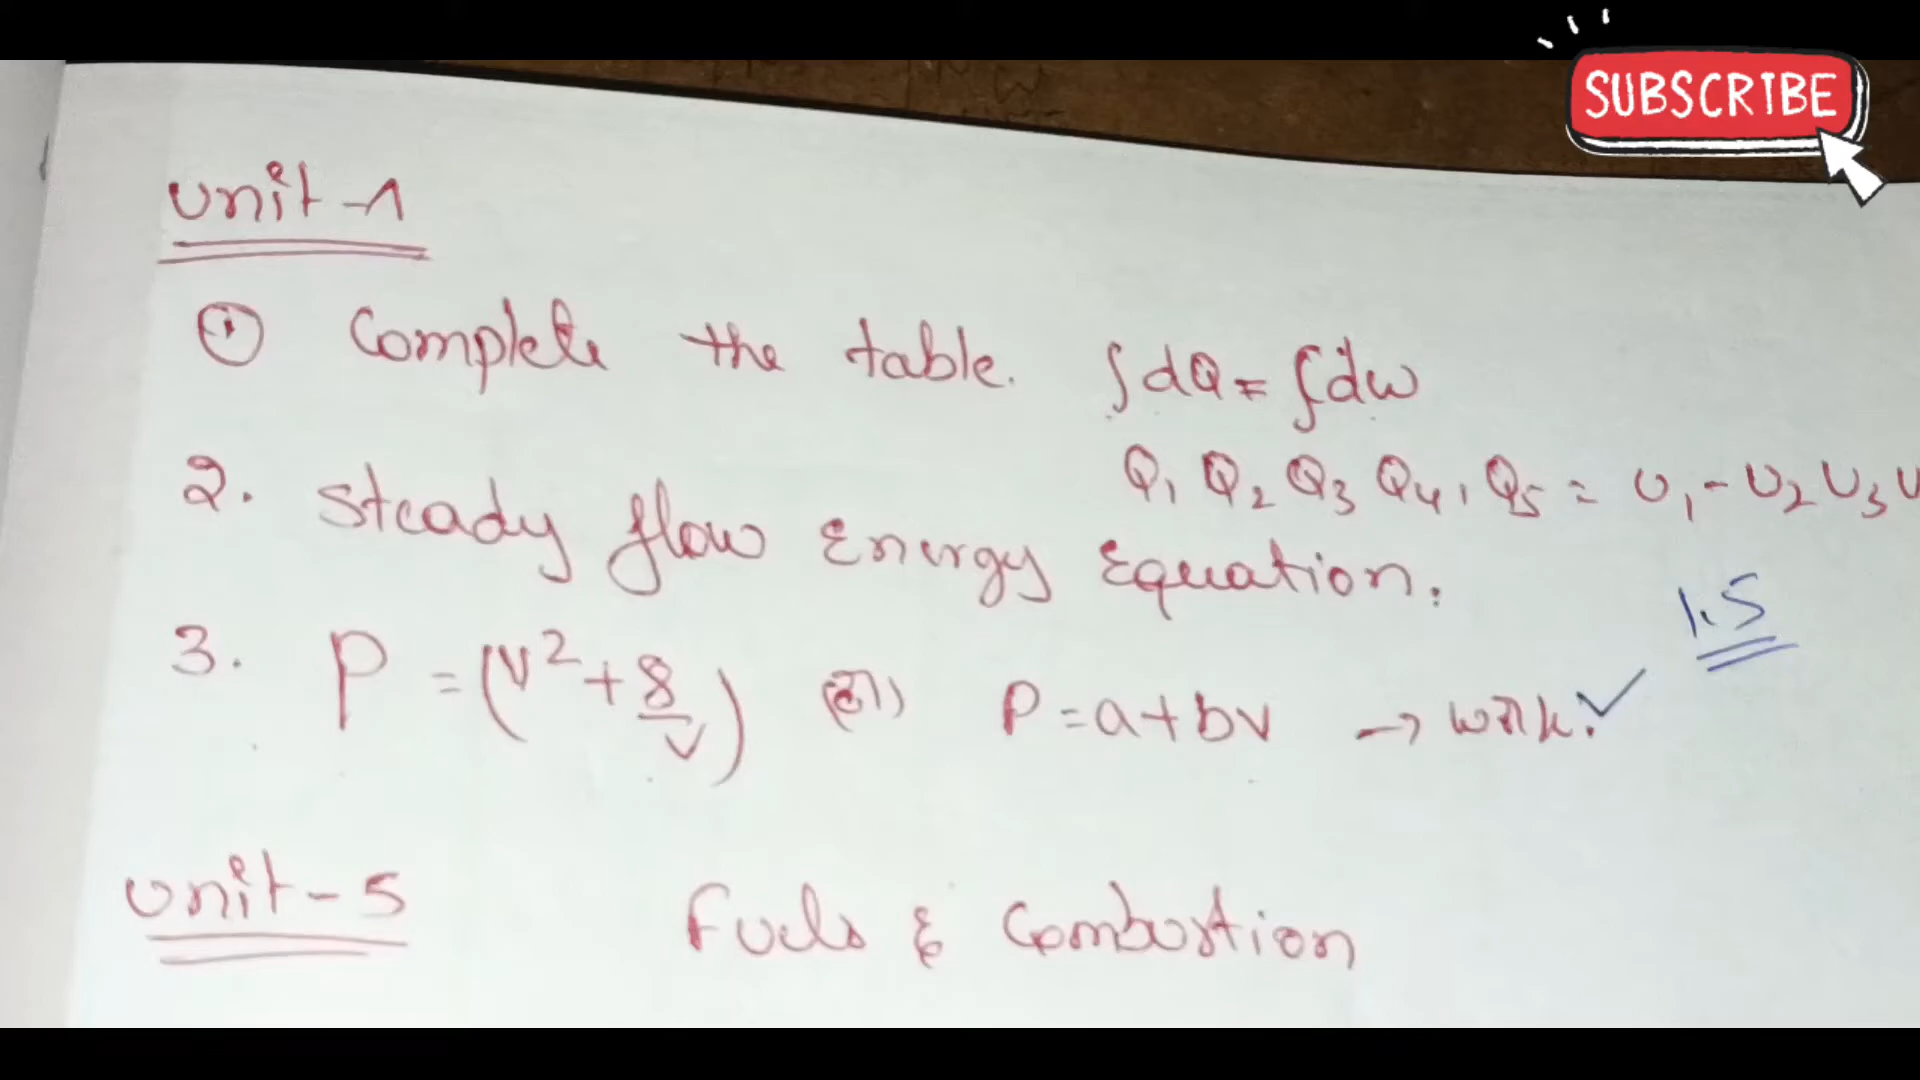 SUBSCRIBE
Unit-1
① Complete the table. ∫dQ = ∫dw
Q₁ Q₂ Q₃ Q₄, Q₅ = U₁-U₂ U₃ U
2. Steady flow Energy Equation.
1.5
3. P = (V² + 8/V) (లేదా) P = a+bv → work. ✓
Unit-5 Fuels & Combustion